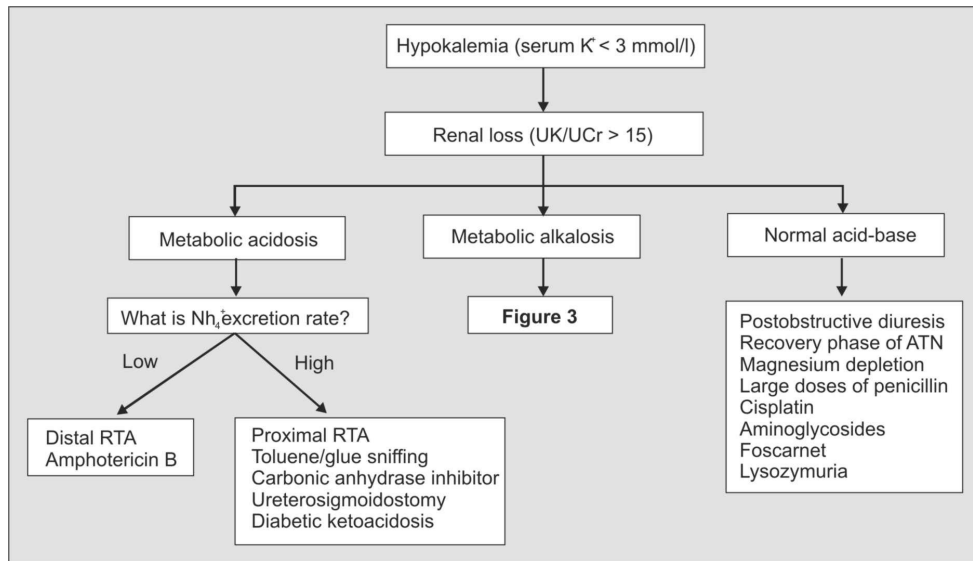 Hypokalemia (serum K⁺ < 3 mmol/l)
Renal loss (UK/UCr > 15)
Metabolic acidosis
Metabolic alkalosis
Normal acid-base
What is Nh₄⁺excretion rate?
Figure 3
Low
High
Distal RTA
Amphotericin B
Proximal RTA
Toluene/glue sniffing
Carbonic anhydrase inhibitor
Ureterosigmoidostomy
Diabetic ketoacidosis
Postobstructive diuresis
Recovery phase of ATN
Magnesium depletion
Large doses of penicillin
Cisplatin
Aminoglycosides
Foscarnet
Lysozymuria